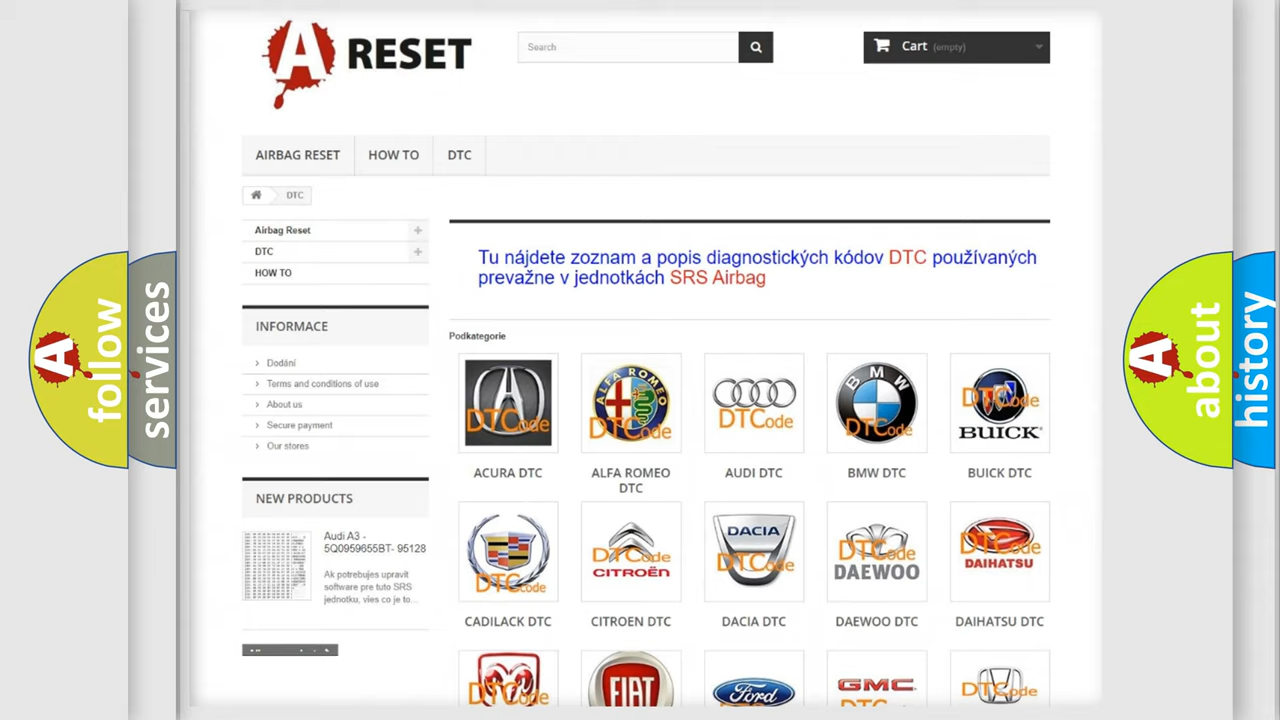 A RESET
Search
Cart (empty)
AIRBAG RESET
HOW TO
DTC
DTC
Airbag Reset
DTC
HOW TO
Tu nájdete zoznam a popis diagnostických kódov DTC používaných
prevažne v jednotkách SRS Airbag
INFORMACE
Dodání
Terms and conditions of use
About us
Secure payment
Our stores
Podkategorie
DTCode
ALFA ROMEO
DTCode
DTCode
BMW
DTCode
DTCode
BUICK
ACURA DTC
ALFA ROMEO
DTC
AUDI DTC
BMW DTC
BUICK DTC
NEW PRODUCTS
Audi A3 -
5Q0959655BT- 95128
Ak potrebujes upravit
software pre tuto SRS
jednotku, vies co je to...
DTCode
DTCode
CITROËN
DACIA
DTCode
DTCode
DAEWOO
DTCode
DAIHATSU
CADILACK DTC
CITROEN DTC
DACIA DTC
DAEWOO DTC
DAIHATSU DTC
DTCode
FIAT
Ford
GMC
DTCode
A follow
services
A about
history